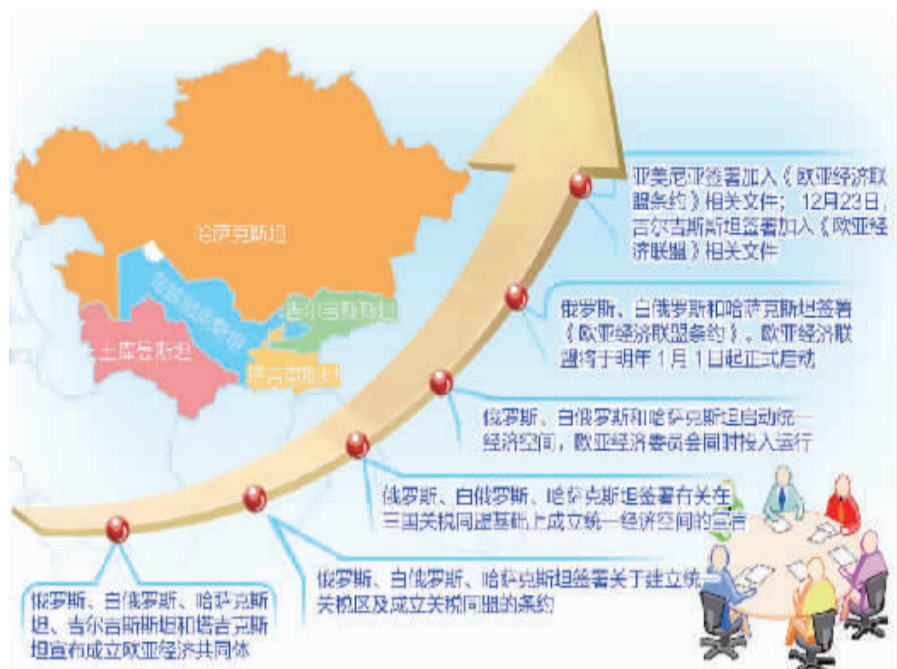 哈萨克斯坦
乌兹别克斯坦
吉尔吉斯斯坦
土库曼斯坦
塔吉克斯坦
亚美尼亚签署加入《欧亚经济联
盟条约》相关文件；12月23日，
吉尔吉斯斯坦签署加入《欧亚经
济联盟》相关文件
俄罗斯、白俄罗斯和哈萨克斯坦签署
《欧亚经济联盟条约》。欧亚经济联
盟将于明年1月1日起正式启动
俄罗斯、白俄罗斯和哈萨克斯坦启动统一
经济空间，欧亚经济委员会同时投入运行
俄罗斯、白俄罗斯、哈萨克斯坦签署有关在
三国关税同盟基础上成立统一经济空间的宣言
俄罗斯、白俄罗斯、哈萨克斯坦签署关于建立统一
关税区及成立关税同盟的条约
俄罗斯、白俄罗斯、哈萨克斯
坦、吉尔吉斯斯坦和塔吉克斯
坦宣布成立欧亚经济共同体